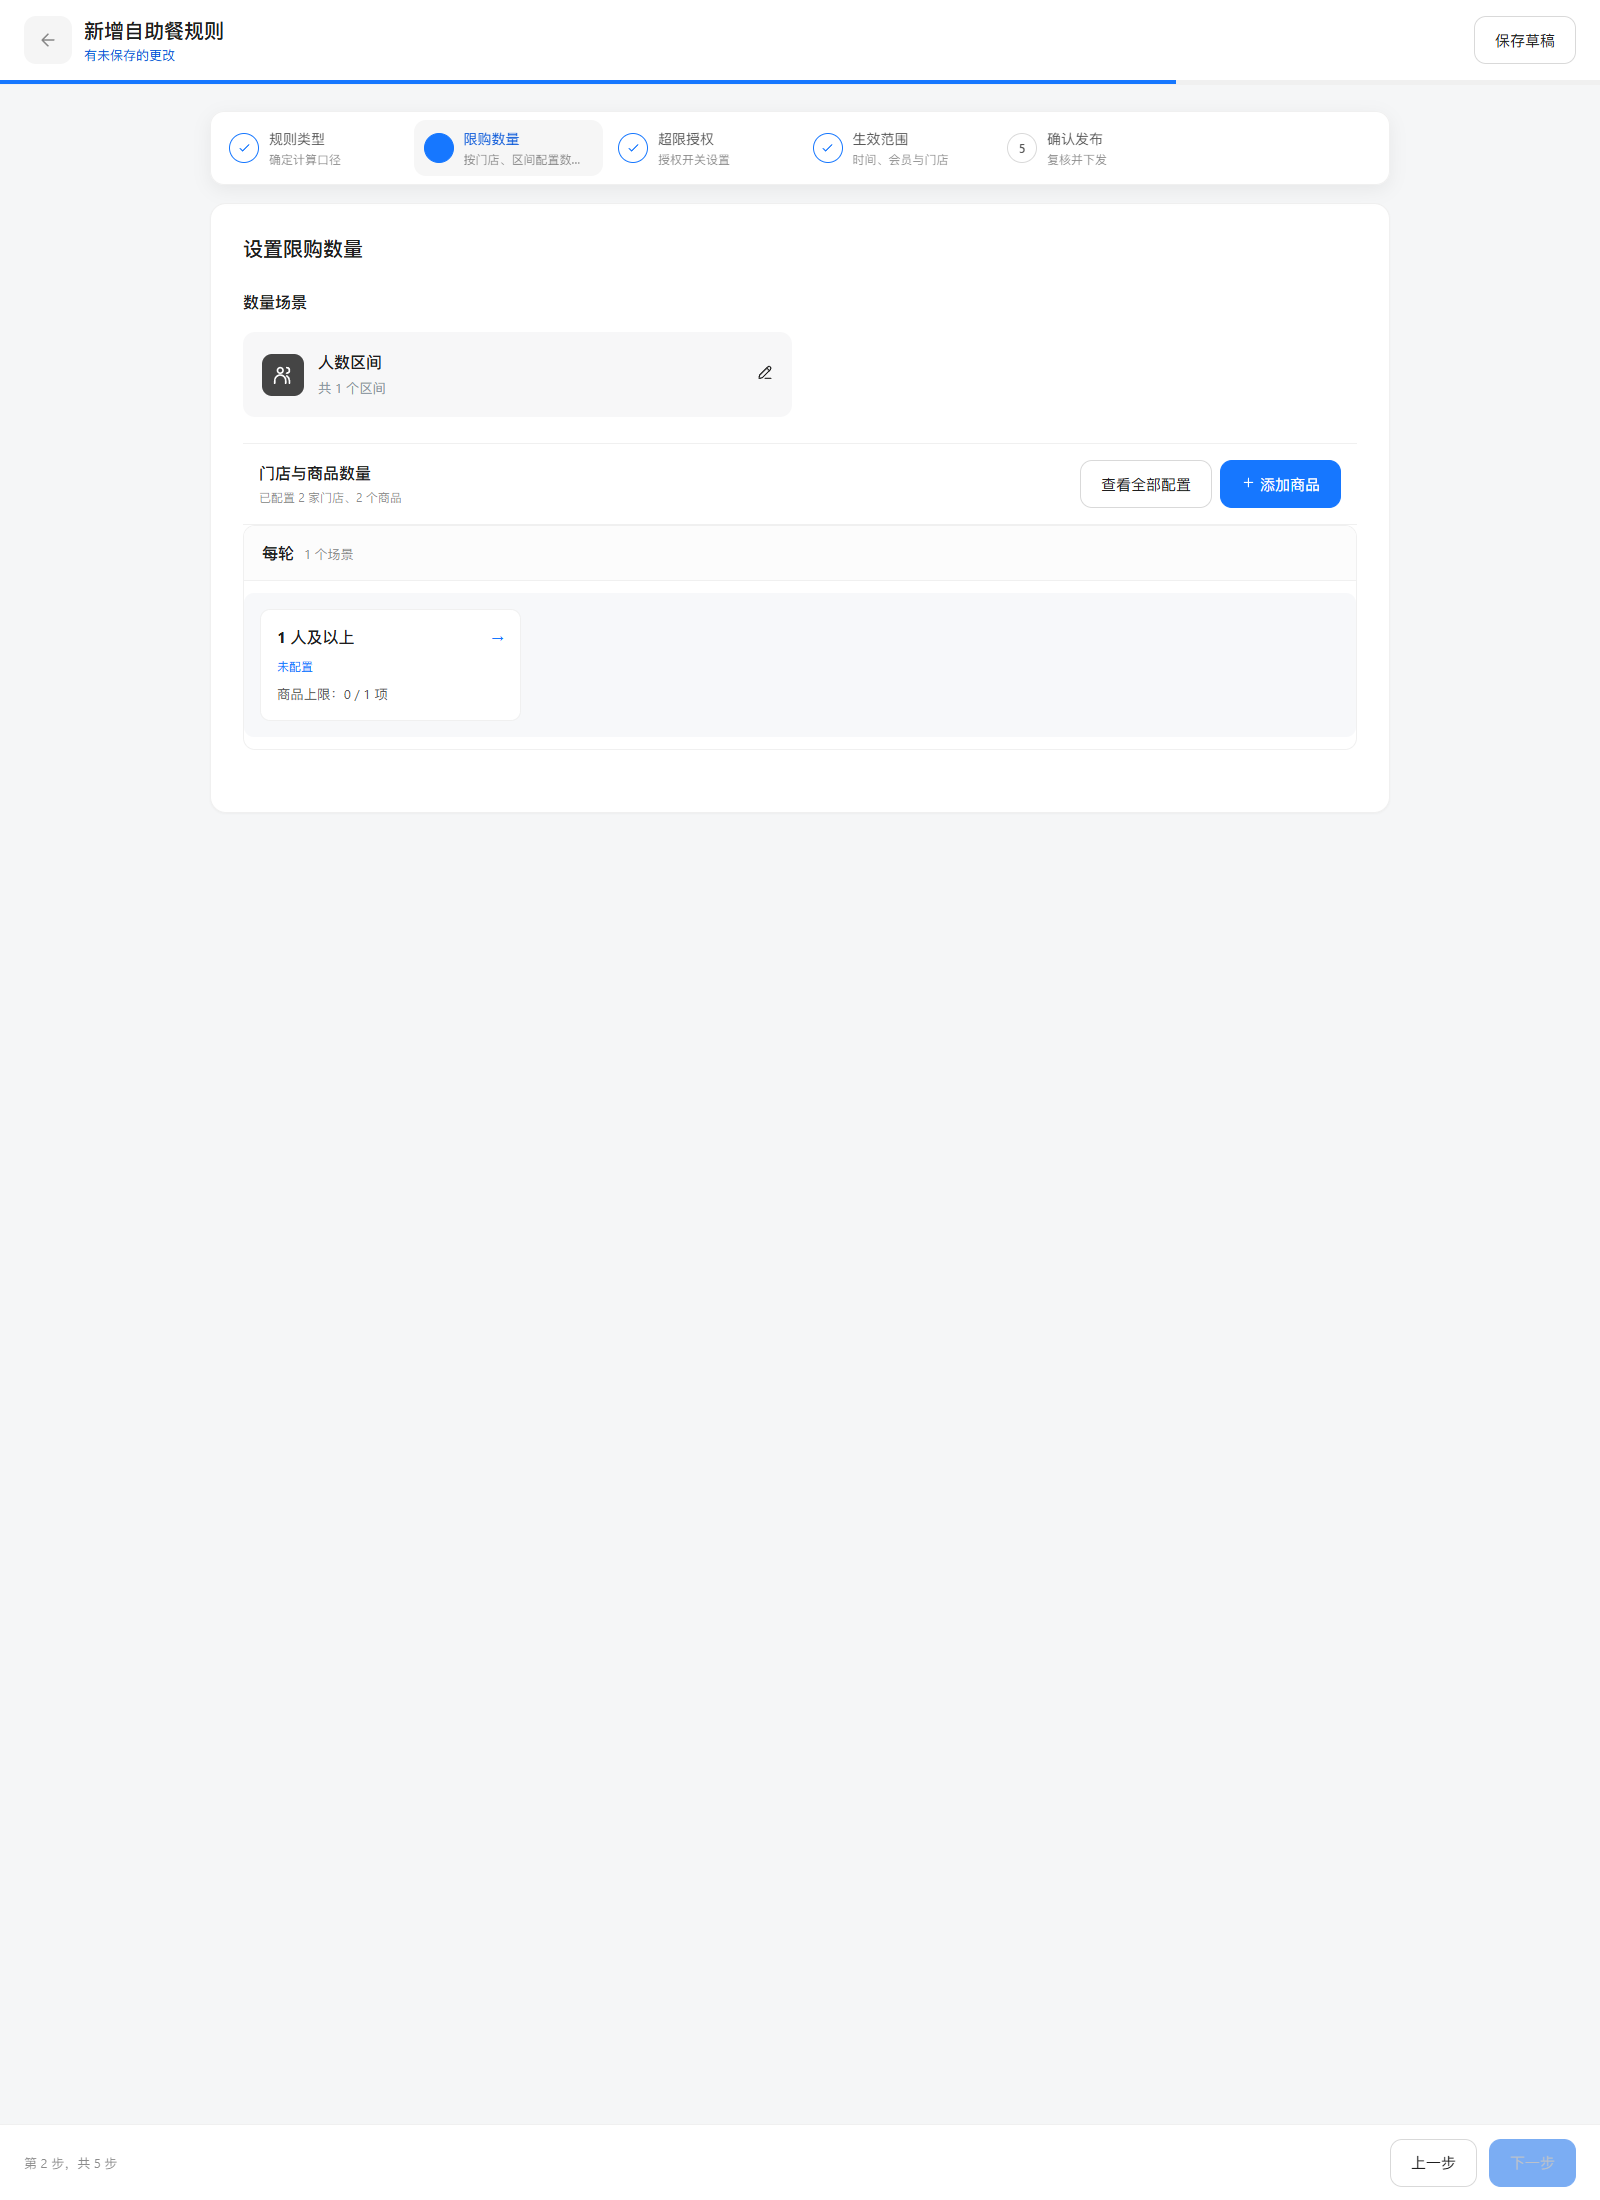 新增自助餐规则
有未保存的更改
保存草稿
规则类型
确定计算口径
限购数量
按门店、区间配置数...
超限授权
授权开关设置
生效范围
时间、会员与门店
5
确认发布
复核并下发
设置限购数量
数量场景
人数区间
共 1 个区间
门店与商品数量
已配置 2 家门店、2 个商品
查看全部配置
+ 添加商品
每轮 1 个场景
1 人及以上 →
未配置
商品上限：0 / 1 项
第 2 步，共 5 步
上一步
下一步